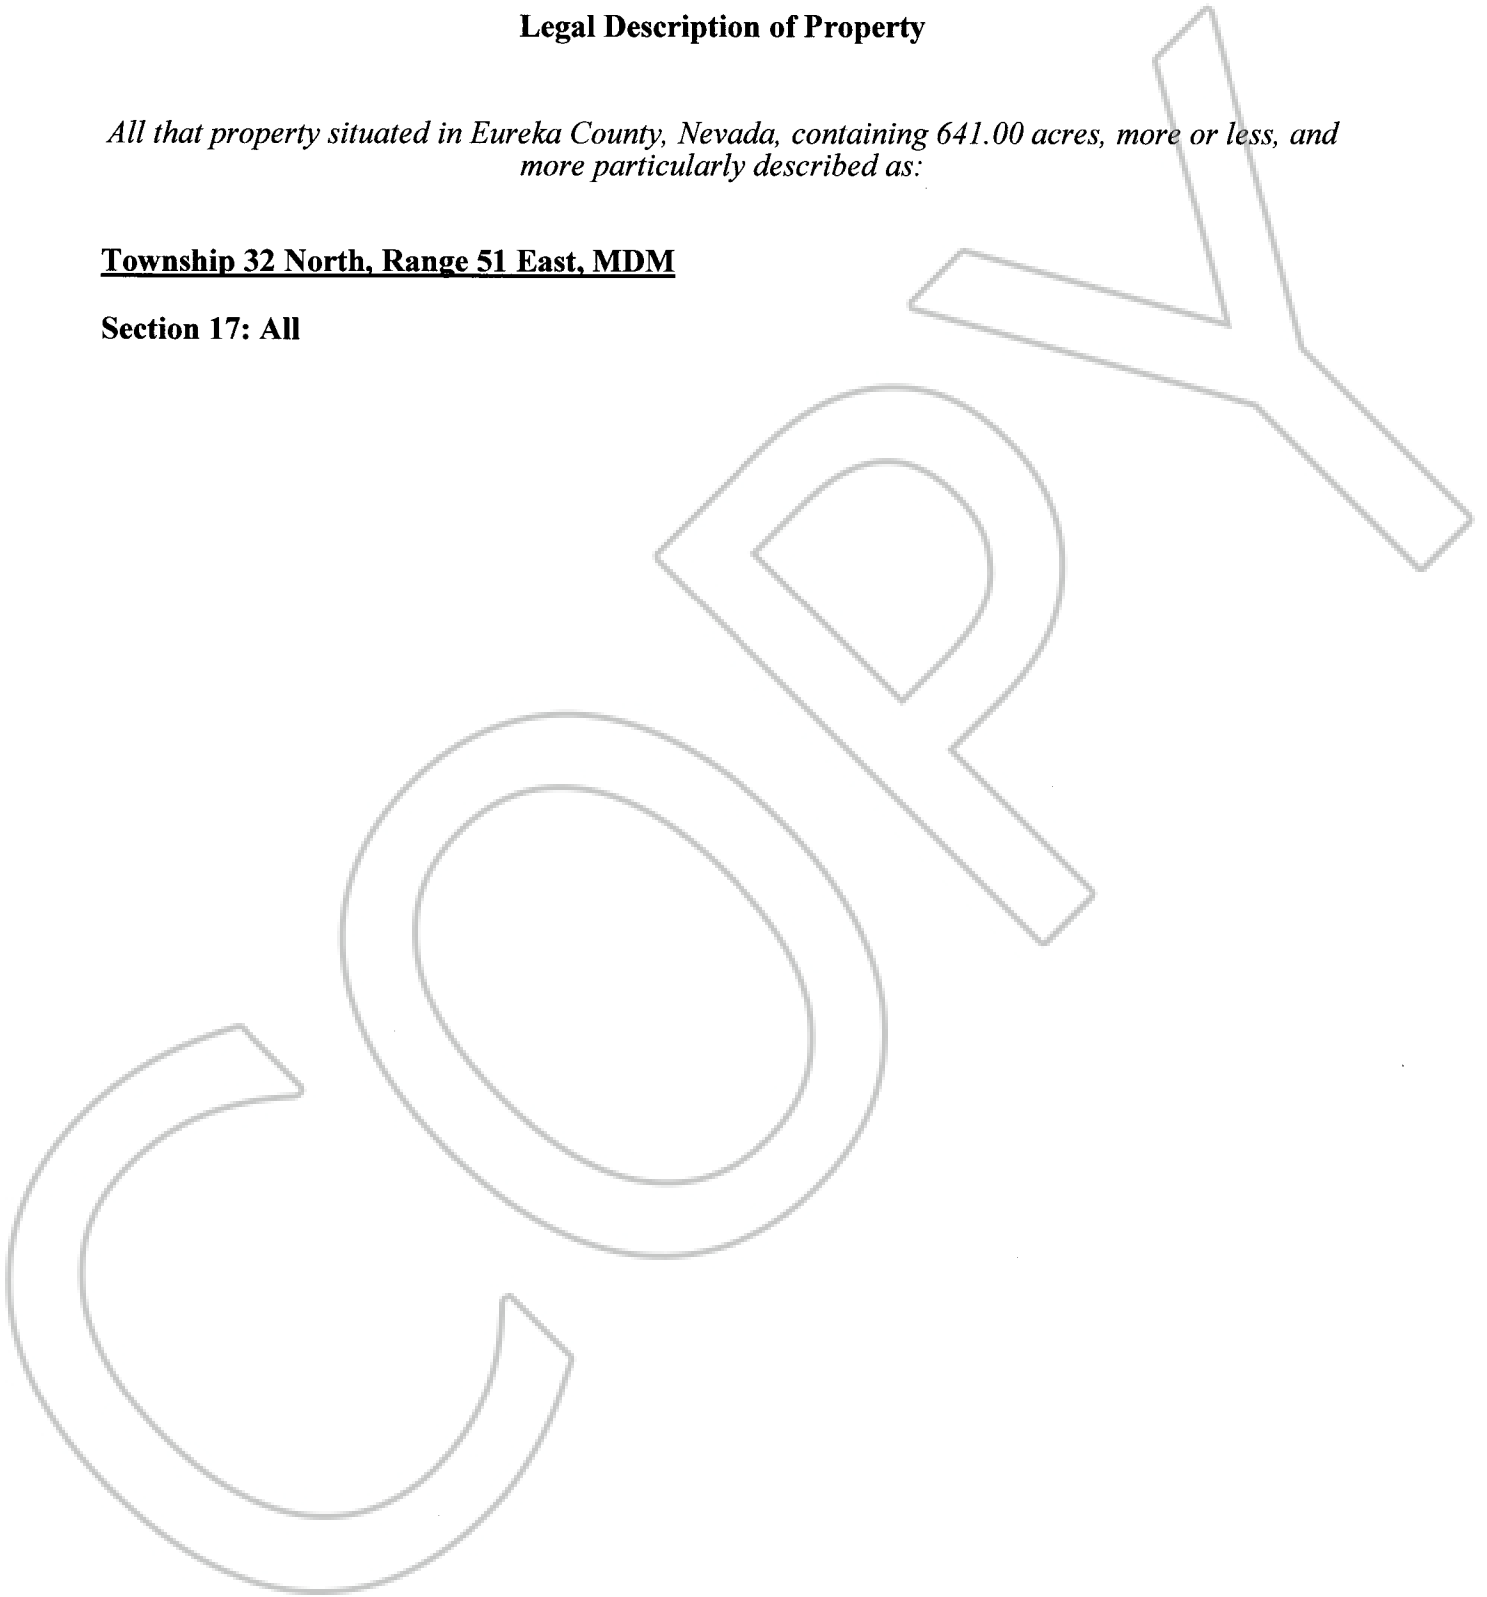 Legal Description of Property
All that property situated in Eureka County, Nevada, containing 641.00 acres, more or less, and
more particularly described as:
Township 32 North, Range 51 East, MDM
Section 17: All
COPY